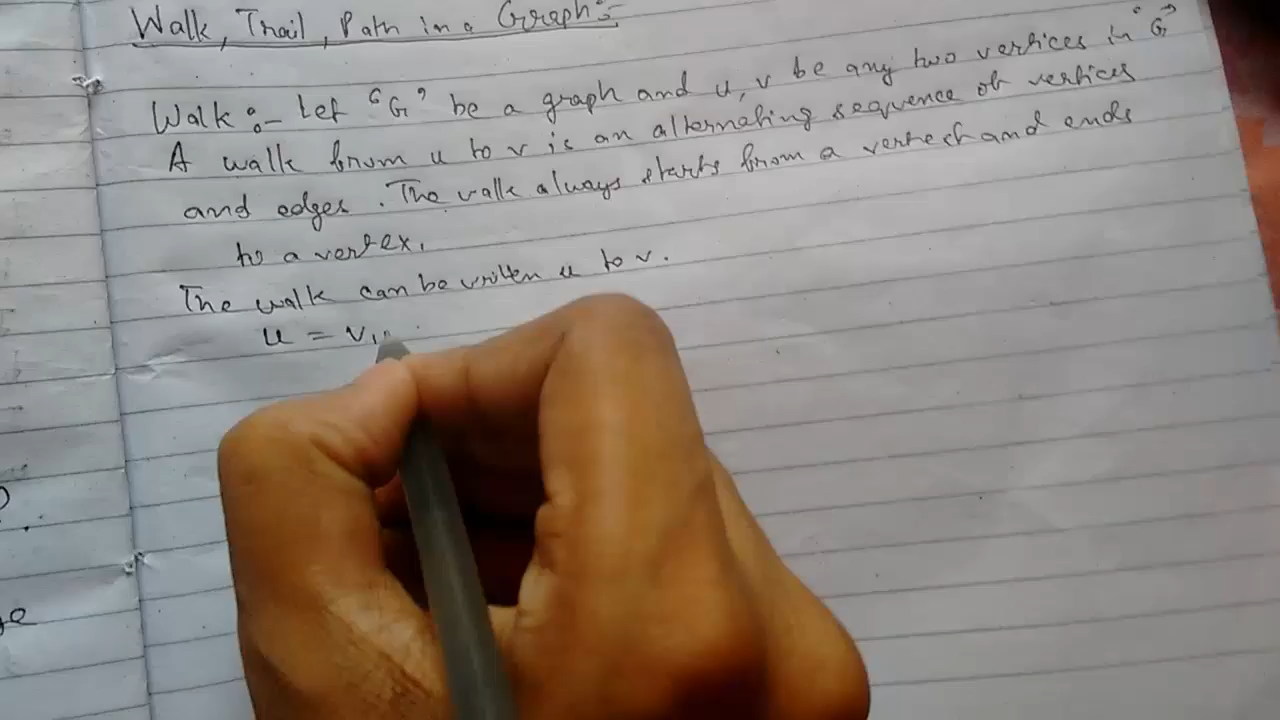 Walk, Trail, Path in a Graph:-
Walk :- Let "G" be a graph and u, v be any two vertices in "G"
A walk from u to v is an alternating sequence of vertices
and edges. The walk always starts from a vertech and ends
to a vertex.
The walk can be written u to v.
u = v1